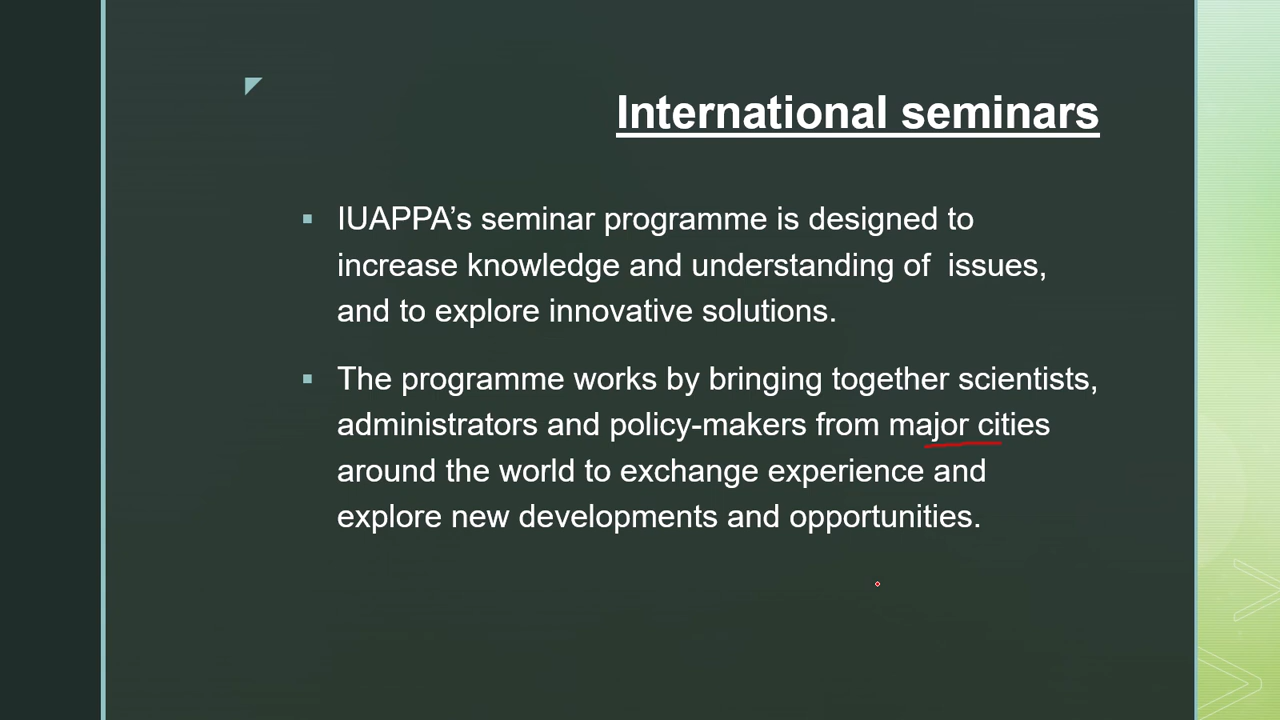 International seminars
IUAPPA’s seminar programme is designed to
increase knowledge and understanding of  issues,
and to explore innovative solutions.
The programme works by bringing together scientists,
administrators and policy-makers from major cities
around the world to exchange experience and
explore new developments and opportunities.